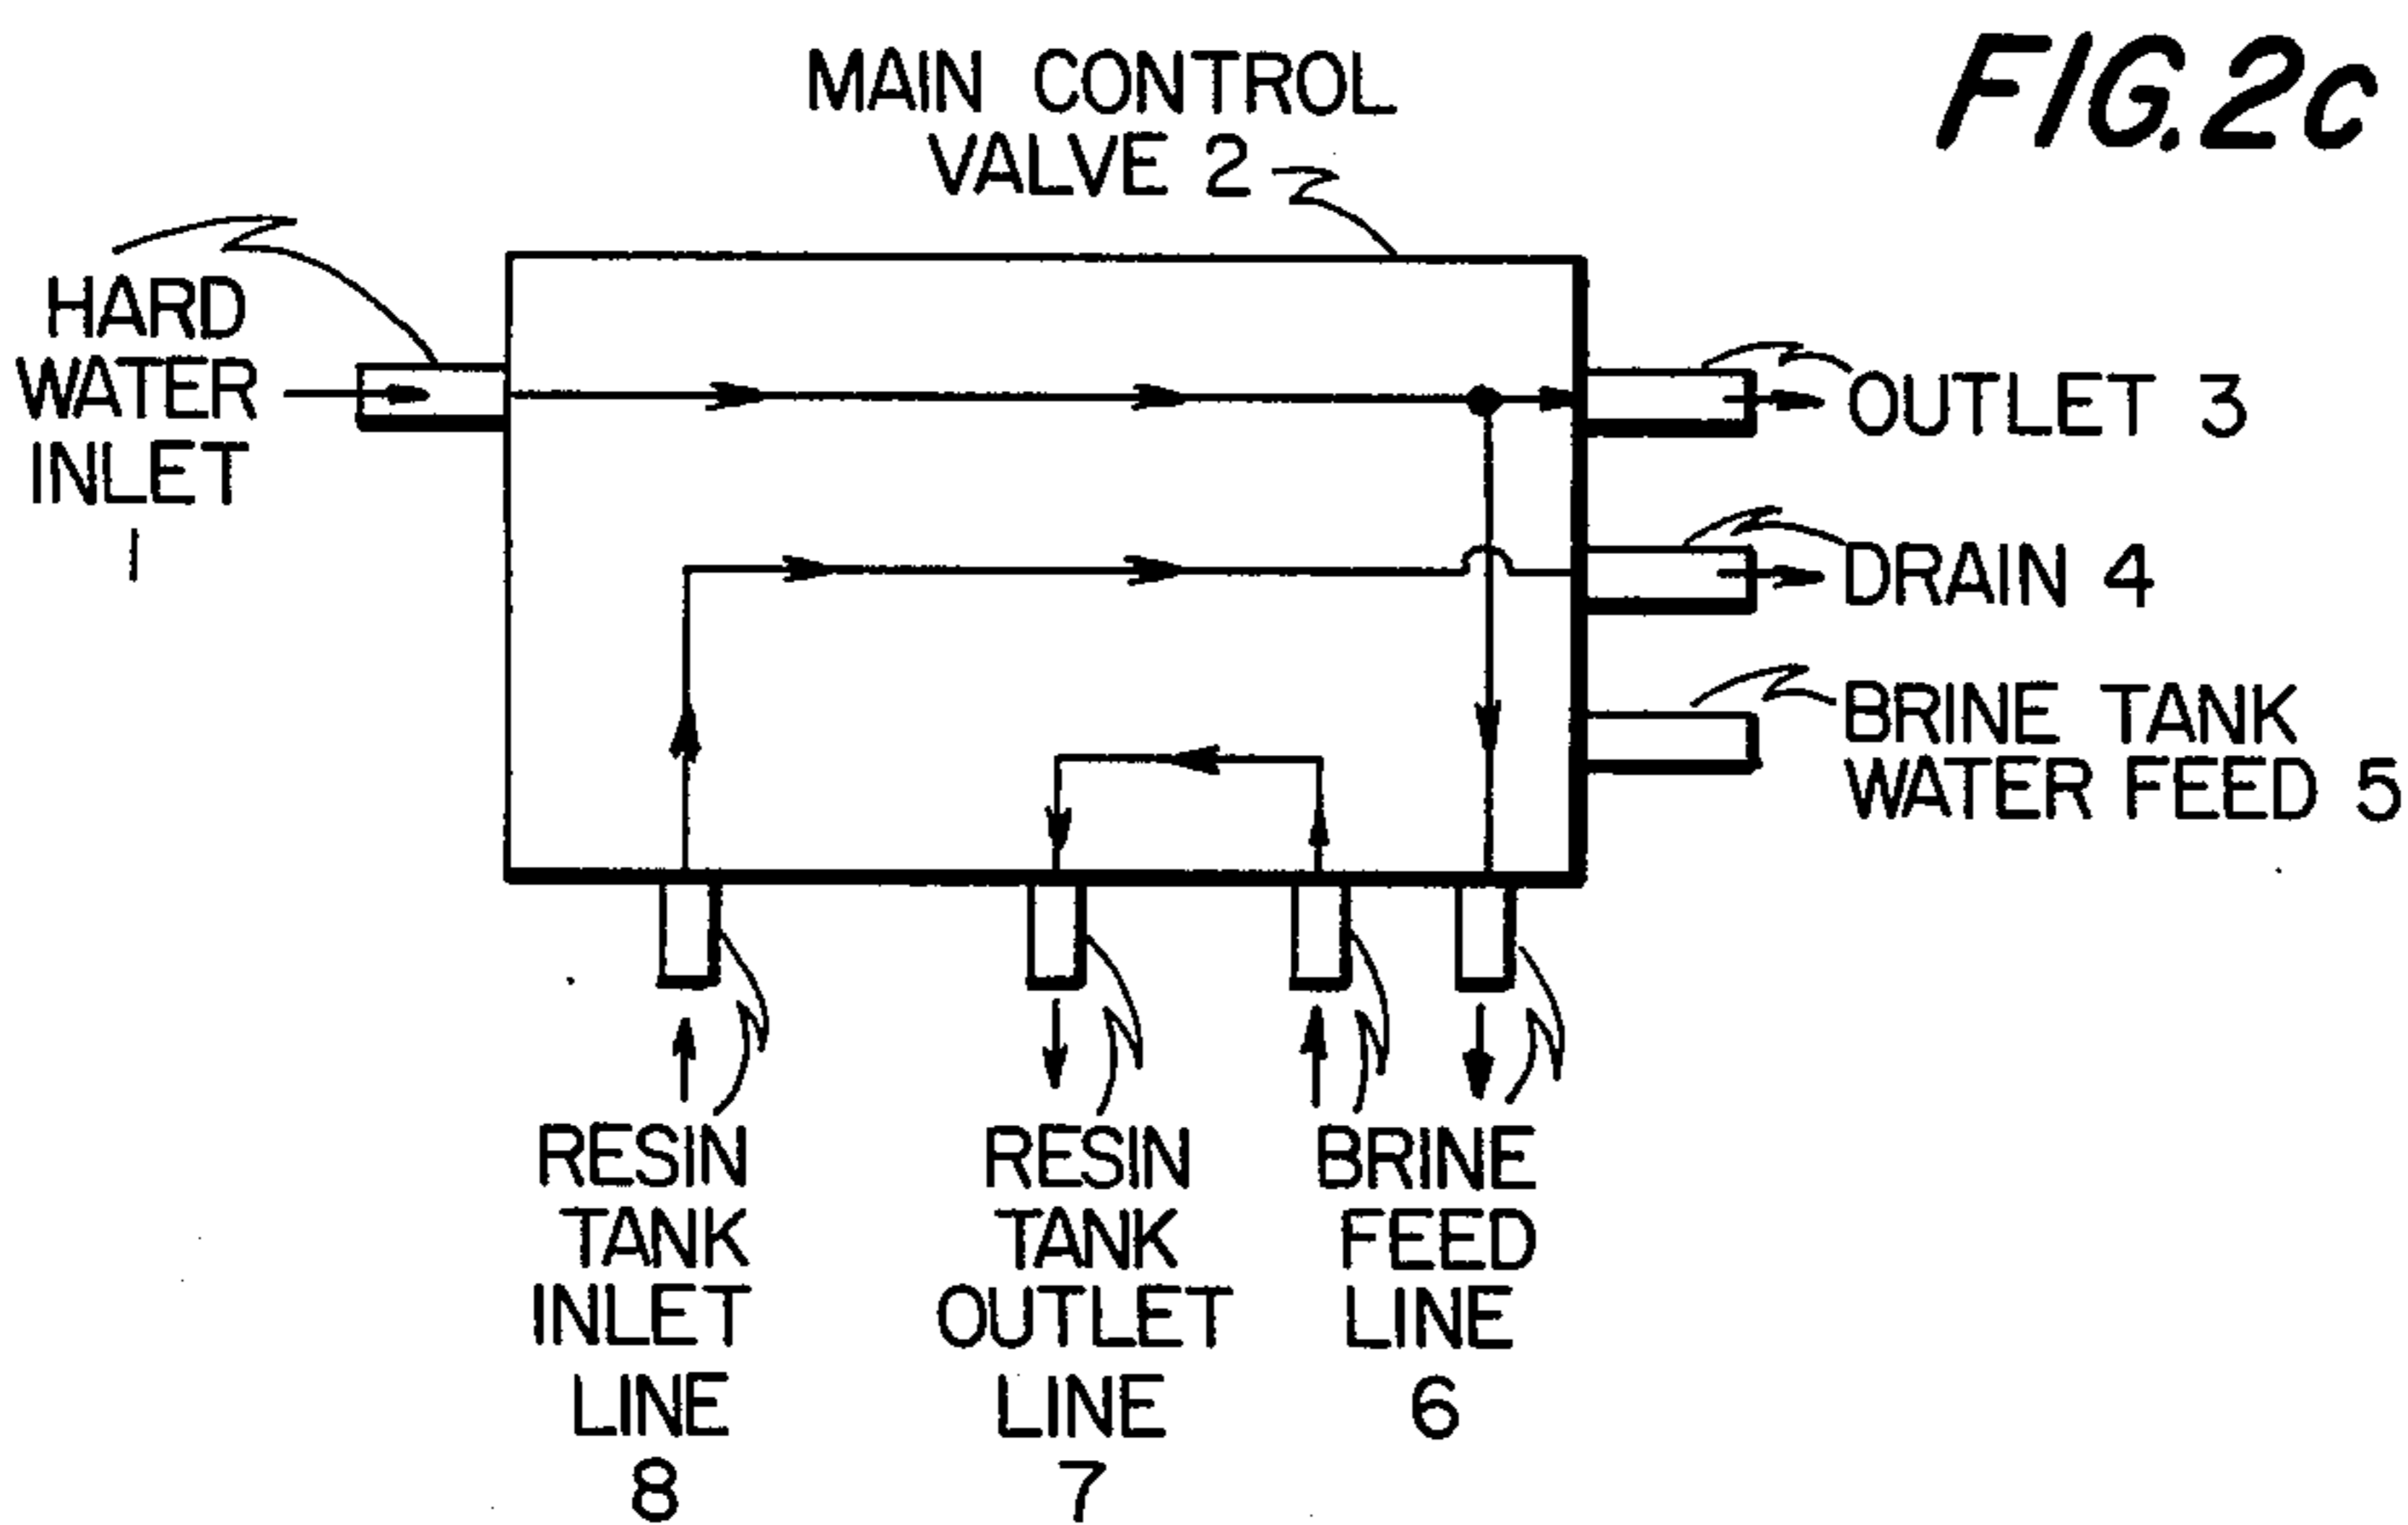 FIG. 2c
MAIN CONTROL
VALVE 2
HARD
WATER
INLET
1
OUTLET 3
DRAIN 4
BRINE TANK
WATER FEED 5
RESIN
TANK
INLET
LINE
8
RESIN
TANK
OUTLET
LINE
7
BRINE
FEED
LINE
6